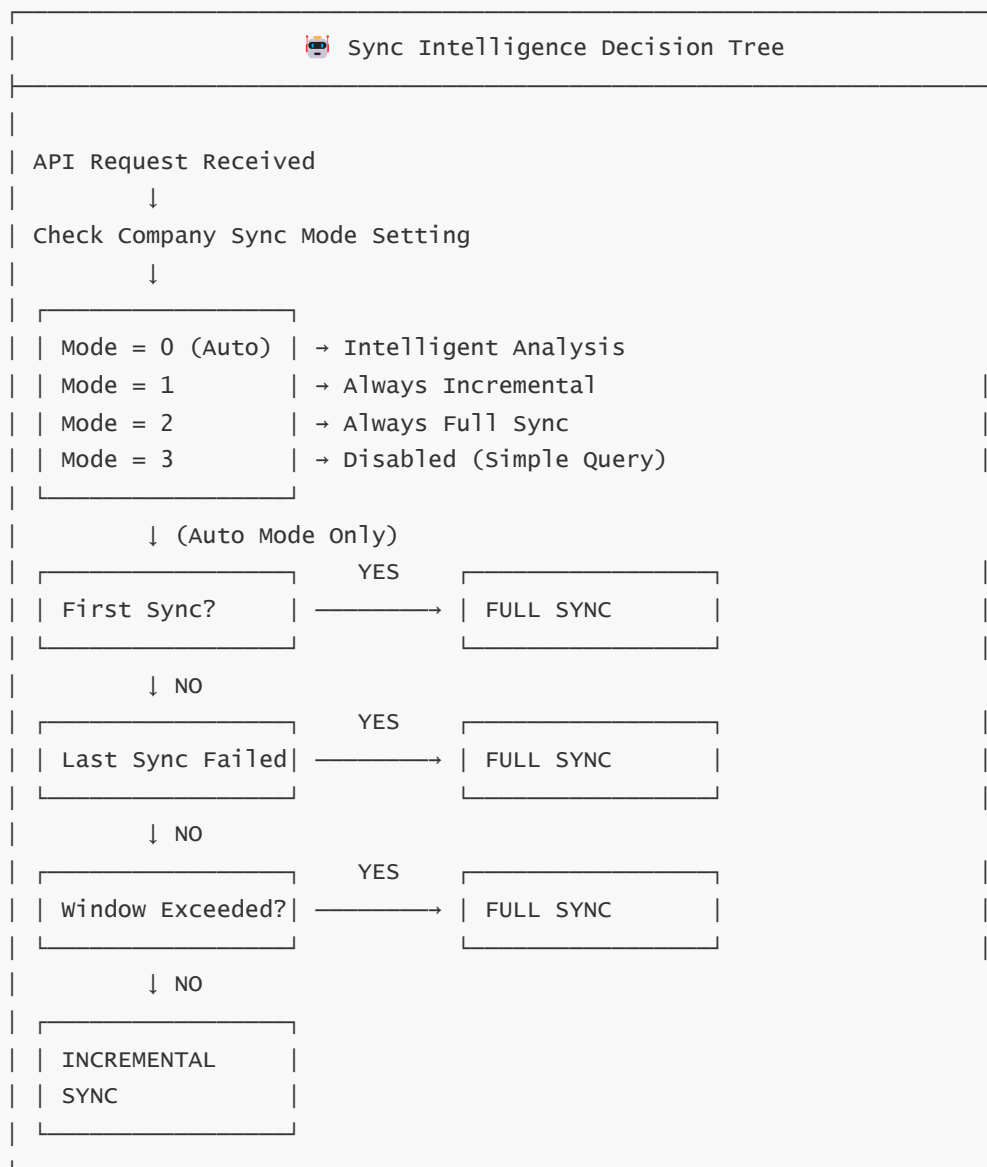 🤖 Sync Intelligence Decision Tree
API Request Received
↓
Check Company Sync Mode Setting
↓
Mode = 0 (Auto) → Intelligent Analysis
Mode = 1 → Always Incremental
Mode = 2 → Always Full Sync
Mode = 3 → Disabled (Simple Query)
↓ (Auto Mode Only)
YES
First Sync? ────────→ FULL SYNC
↓ NO
YES
Last Sync Failed ────────→ FULL SYNC
↓ NO
YES
Window Exceeded? ────────→ FULL SYNC
↓ NO
INCREMENTAL
SYNC